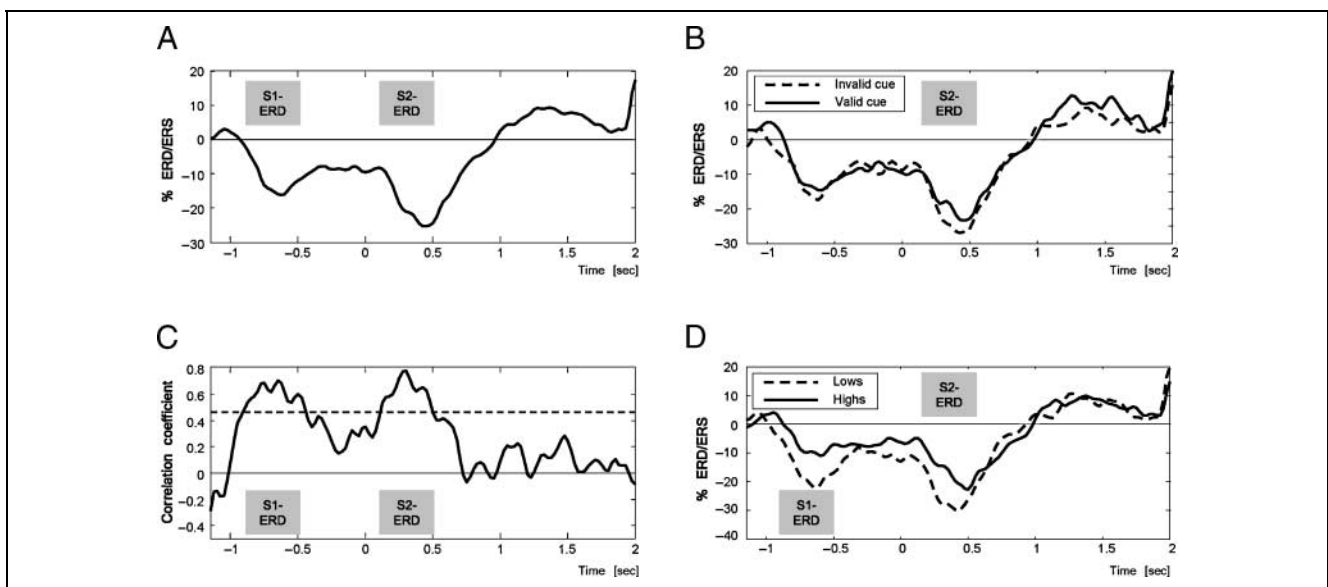 A
S1-
ERD
S2-
ERD
20
10
0
−10
−20
30
% ERD/ERS
−1
−0.5
0
0.5
1
1.5
2
Time [sec]
B
Invalid cue
Valid cue
S2-
ERD
20
10
0
−10
−20
−30
% ERD/ERS
−1
−0.5
0
0.5
1
1.5
2
Time [sec]
C
0.8
0.6
0.4
0.2
0
−0.2
−0.4
Correlation coefficient
S1-
ERD
S2-
ERD
−1
−0.5
0
0.5
1
1.5
2
Time [sec]
D
Lows
Highs
S2-
ERD
20
10
0
−10
−20
−30
−40
% ERD/ERS
S1-
ERD
−1
−0.5
0
0.5
1
1.5
2
Time [sec]